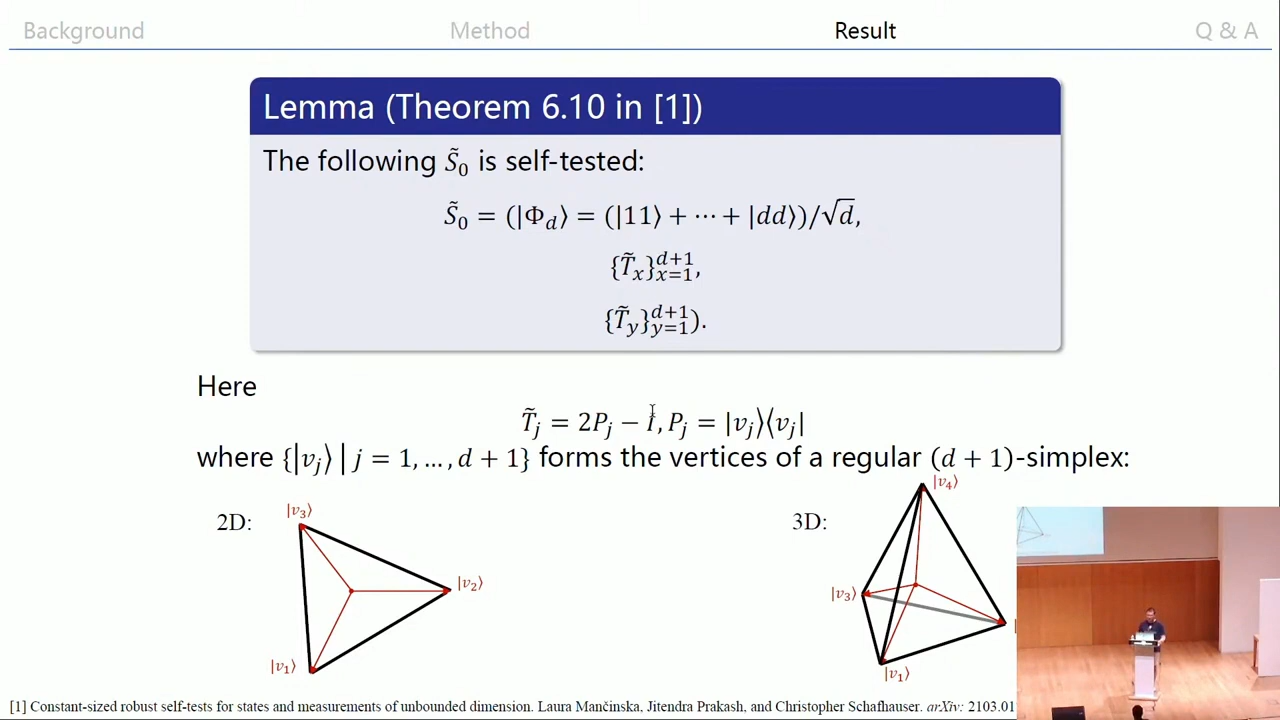 Background Method Result Q & A
Lemma (Theorem 6.10 in [1])
The following S̃₀ is self-tested:
S̃₀ = (|Φ_d⟩ = (|11⟩ + ⋯ + |dd⟩)/√d,
{T̃ₓ}ₓ₌₁^{d+1},
{T̃_y}_{y=1}^{d+1}).
Here
T̃_j = 2P_j − I, P_j = |v_j⟩⟨v_j|
where {|v_j⟩ | j = 1, …, d + 1} forms the vertices of a regular (d + 1)-simplex:
2D:
|v₃⟩
|v₂⟩
|v₁⟩
3D:
|v₄⟩
|v₃⟩
|v₁⟩
[1] Constant-sized robust self-tests for states and measurements of unbounded dimension. Laura Mančinska, Jitendra Prakash, and Christopher Schafhauser. arXiv: 2103.01